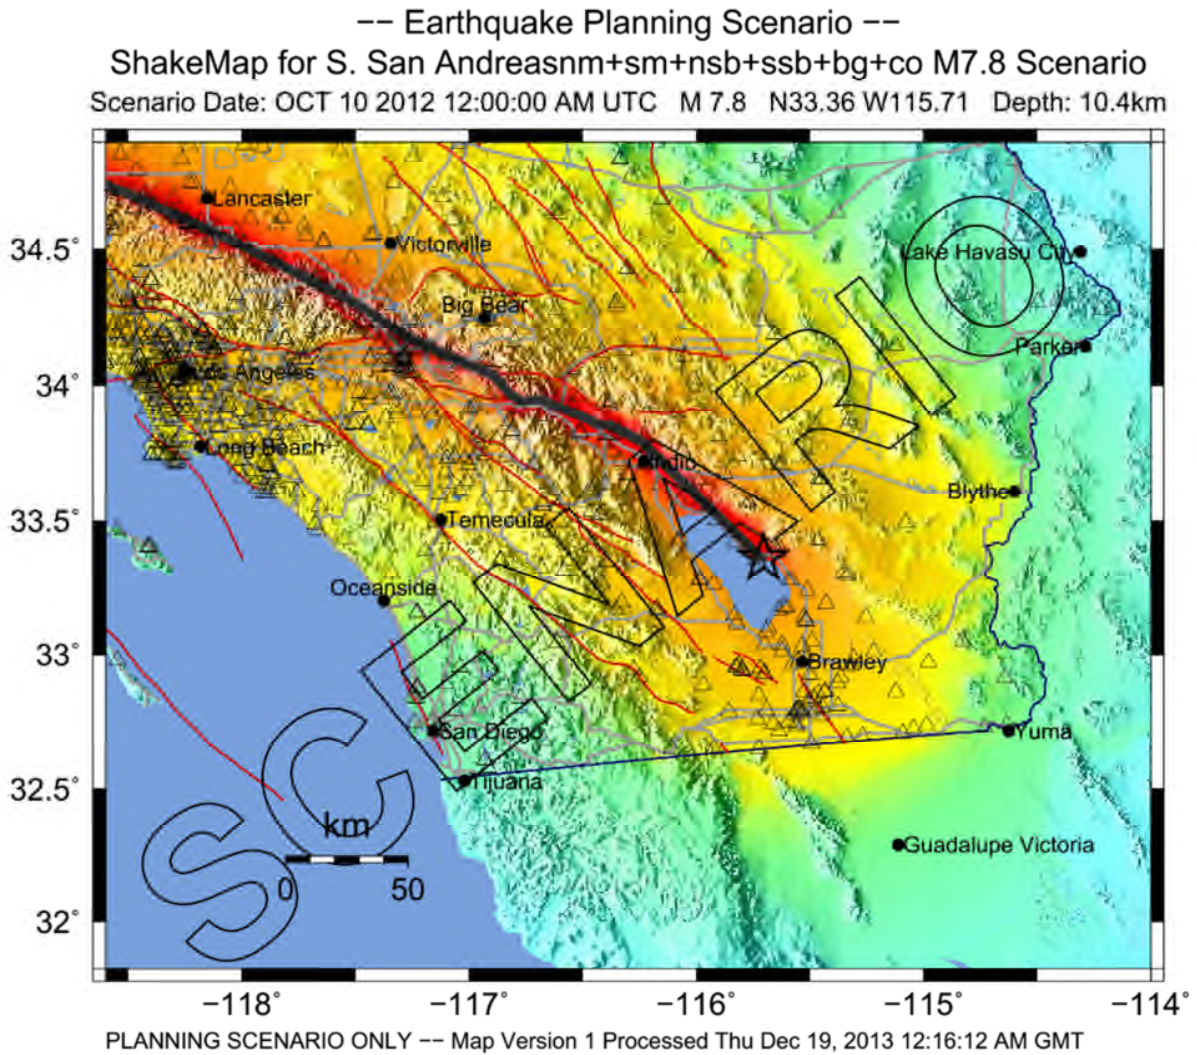 −− Earthquake Planning Scenario −−
ShakeMap for S. San Andreasnm+sm+nsb+ssb+bg+co M7.8 Scenario
Scenario Date: OCT 10 2012 12:00:00 AM UTC M 7.8 N33.36 W115.71 Depth: 10.4km
Lancaster
34.5°
Victorville
Lake Havasu City
Big Bear
Parker
34°
Los Angeles
Long Beach
Indio
Blythe
33.5°
Temecula
Oceanside
33°
Brawley
San Diego
Yuma
32.5°
Tijuana
SCENARIO
km
Guadalupe Victoria
0 50
32°
−118° −117° −116° −115° −114°
PLANNING SCENARIO ONLY −− Map Version 1 Processed Thu Dec 19, 2013 12:16:12 AM GMT